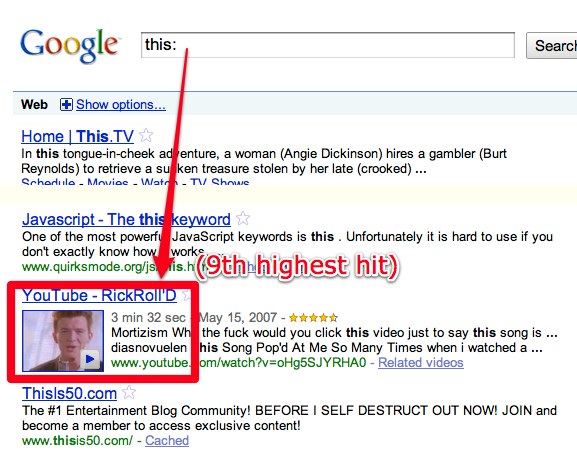 Google this: Search
Web Show options...
Home | This.TV
In this tongue-in-cheek adventure, a woman (Angie Dickinson) hires a gambler (Burt
Reynolds) to retrieve a sunken treasure stolen by her late (crooked) ...
Schedule - Movies - Watch - TV Shows
Javascript - The this keyword
One of the most powerful JavaScript keywords is this . Unfortunately it is hard to use if you
don't exactly know how works.
www.quirksmode.org/js/this.h
(9th highest hit)
YouTube - RickRoll'D
3 min 32 sec - May 15, 2007 -
Mortizism Wh the fuck would you click this video just to say this song is ...
diasnovuelen This Song Pop'd At Me So Many Times when i watched a ...
www.youtube.com/watch?v=oHg5SJYRHA0 - Related videos
ThisIs50.com
The #1 Entertainment Blog Community! BEFORE I SELF DESTRUCT OUT NOW! JOIN and
become a member to access exclusive content!
www.thisis50.com/ - Cached